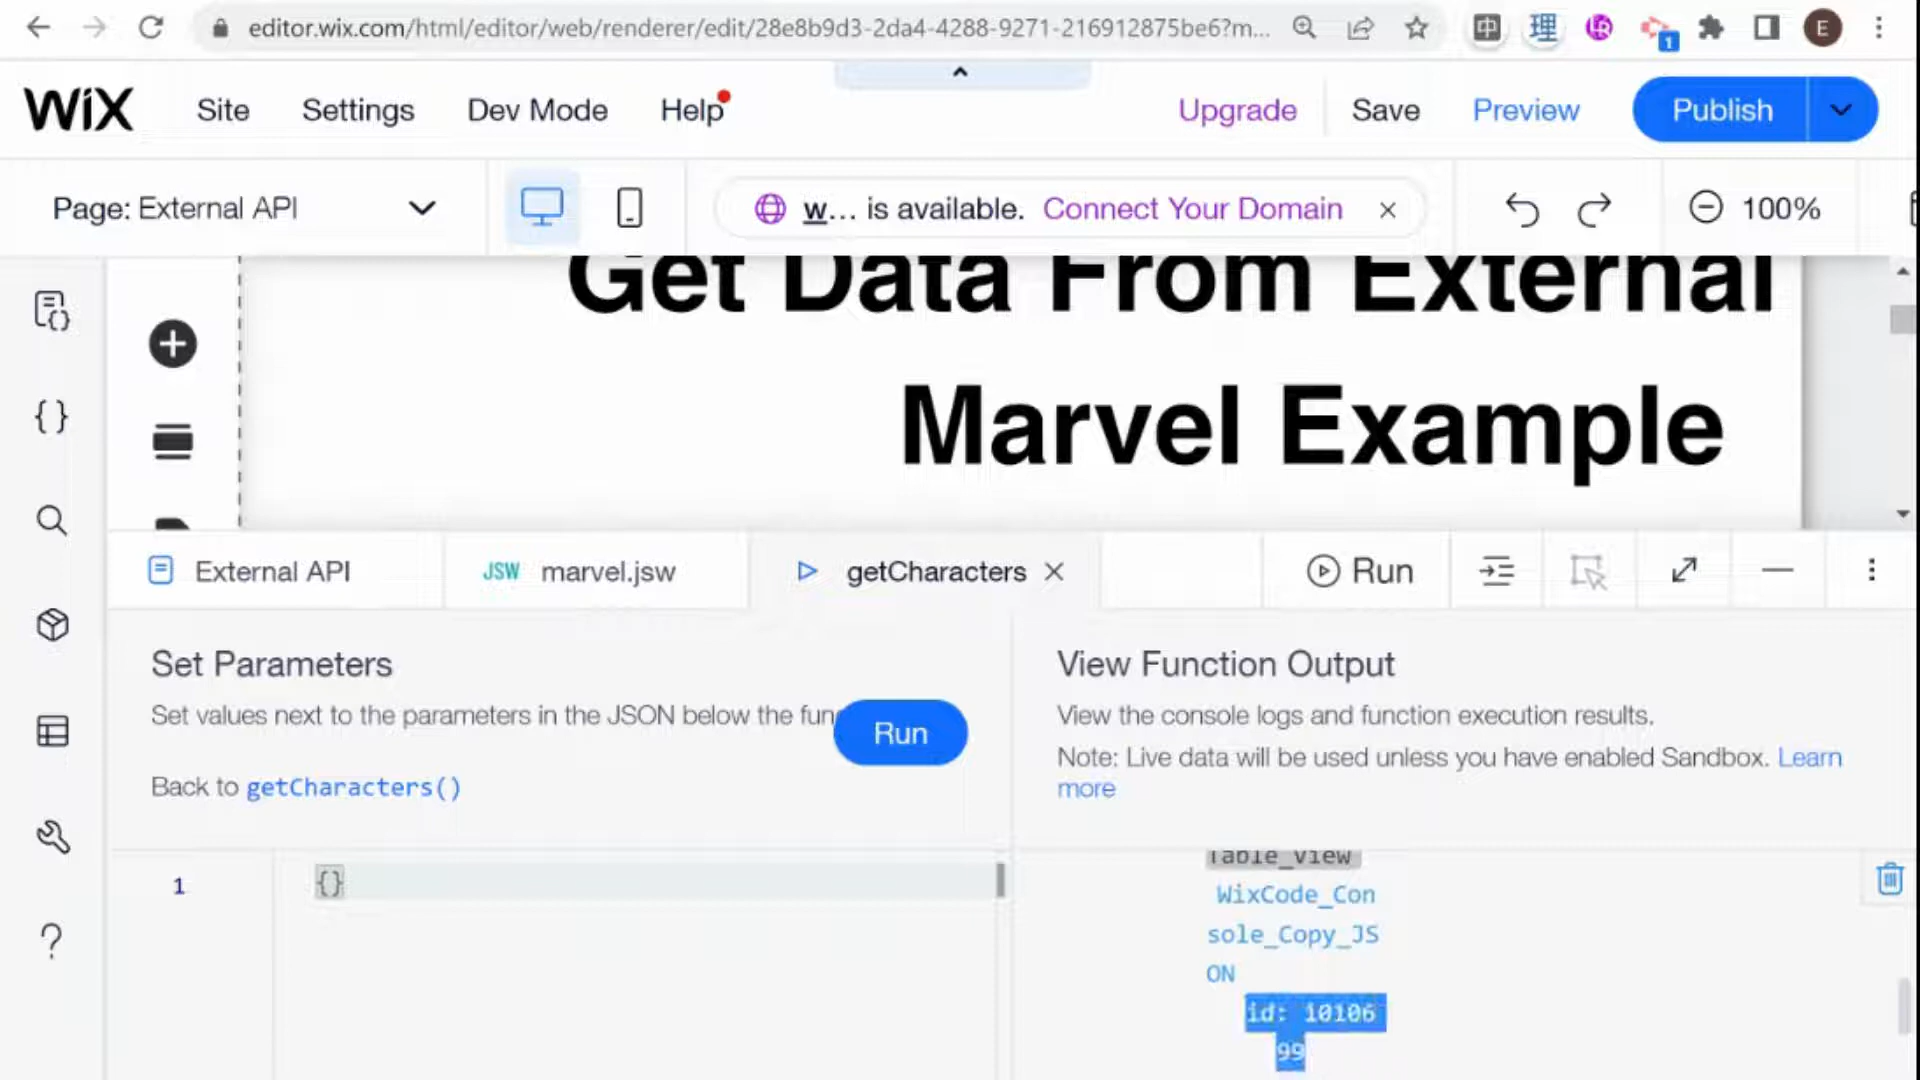 editor.wix.com/html/editor/web/renderer/edit/28e8b9d3-2da4-4288-9271-216912875be6?m...
中
理
1
E
WiX
Site
Settings
Dev Mode
Help
Upgrade
Save
Preview
Publish
Page: External API
w... is available. Connect Your Domain
100%
Get Data From External
Marvel Example
External API
JSW marvel.jsw
getCharacters
Run
Set Parameters
Set values next to the parameters in the JSON below the fun
Run
Back to getCharacters()
View Function Output
View the console logs and function execution results.
Note: Live data will be used unless you have enabled Sandbox. Learn
more
1
{}
Table_View
WixCode_Con
sole_Copy_JS
ON
id: 10106
99